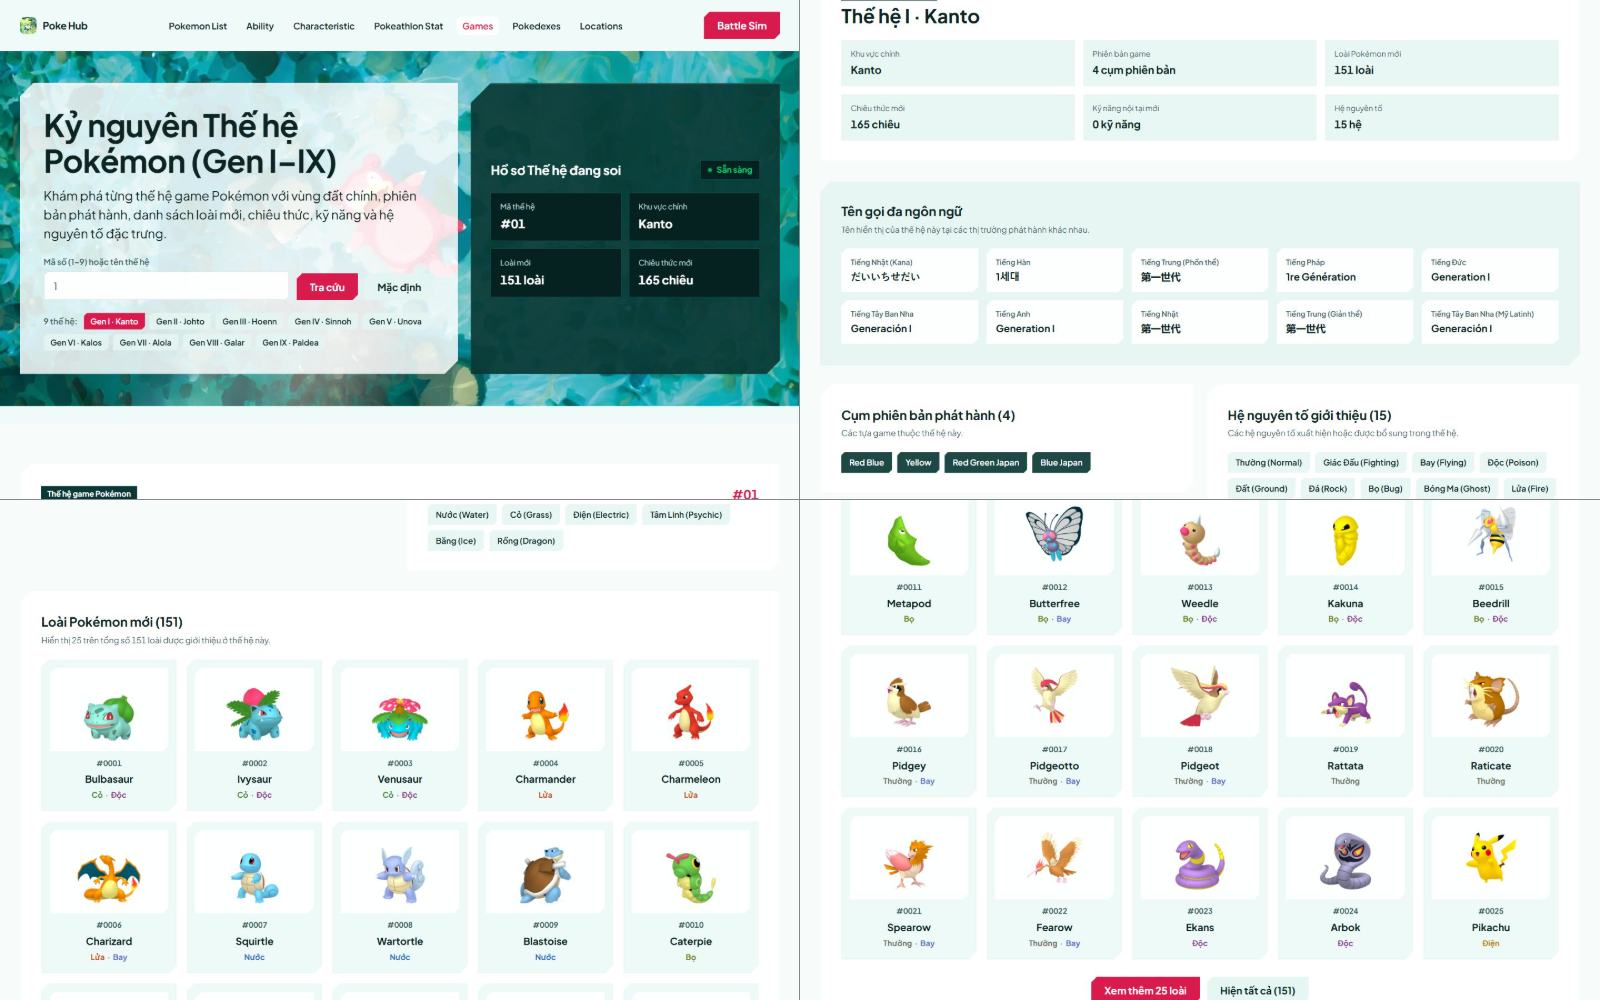 Poke Hub
Pokemon List
Ability
Characteristic
Pokeathlon Stat
Games
Pokedexes
Locations
Battle Sim
Kỷ nguyên Thế hệ
Pokémon (Gen I–IX)
Khám phá từng thế hệ game Pokémon với vùng đất chính, phiên
bản phát hành, danh sách loài mới, chiêu thức, kỹ năng và hệ
nguyên tố đặc trưng.
Mã số (1–9) hoặc tên thế hệ
1
Tra cứu
Mặc định
9 thế hệ:
Gen I · Kanto
Gen II · Johto
Gen III · Hoenn
Gen IV · Sinnoh
Gen V · Unova
Gen VI · Kalos
Gen VII · Alola
Gen VIII · Galar
Gen IX · Paldea
Hồ sơ Thế hệ đang soi
Sẵn sàng
Mã thế hệ
#01
Khu vực chính
Kanto
Loài mới
151 loài
Chiêu thức mới
165 chiêu
Thế hệ game Pokémon
#01
Thế hệ I · Kanto
Khu vực chính
Kanto
Phiên bản game
4 cụm phiên bản
Loài Pokémon mới
151 loài
Chiêu thức mới
165 chiêu
Kỹ năng nội tại mới
0 kỹ năng
Hệ nguyên tố
15 hệ
Tên gọi đa ngôn ngữ
Tên hiển thị của thế hệ này tại các thị trường phát hành khác nhau.
Tiếng Nhật (Kana)
だいいちせだい
Tiếng Hàn
1세대
Tiếng Trung (Phồn thể)
第一世代
Tiếng Pháp
1re Génération
Tiếng Đức
Generation I
Tiếng Tây Ban Nha
Generación I
Tiếng Anh
Generation I
Tiếng Nhật
第一世代
Tiếng Trung (Giản thể)
第一世代
Tiếng Tây Ban Nha (Mỹ Latinh)
Generación I
Cụm phiên bản phát hành (4)
Các tựa game thuộc thế hệ này.
Red Blue
Yellow
Red Green Japan
Blue Japan
Hệ nguyên tố giới thiệu (15)
Các hệ nguyên tố xuất hiện hoặc được bổ sung trong thế hệ.
Thường (Normal)
Giác Đấu (Fighting)
Bay (Flying)
Độc (Poison)
Đất (Ground)
Đá (Rock)
Bọ (Bug)
Bóng Ma (Ghost)
Lửa (Fire)
Nước (Water)
Cỏ (Grass)
Điện (Electric)
Tâm Linh (Psychic)
Băng (Ice)
Rồng (Dragon)
Loài Pokémon mới (151)
Hiển thị 25 trên tổng số 151 loài được giới thiệu ở thế hệ này.
#0001
Bulbasaur
Cỏ · Độc
#0002
Ivysaur
Cỏ · Độc
#0003
Venusaur
Cỏ · Độc
#0004
Charmander
Lửa
#0005
Charmeleon
Lửa
#0006
Charizard
Lửa · Bay
#0007
Squirtle
Nước
#0008
Wartortle
Nước
#0009
Blastoise
Nước
#0010
Caterpie
Bọ
#0011
Metapod
Bọ
#0012
Butterfree
Bọ · Bay
#0013
Weedle
Bọ · Độc
#0014
Kakuna
Bọ · Độc
#0015
Beedrill
Bọ · Độc
#0016
Pidgey
Thường · Bay
#0017
Pidgeotto
Thường · Bay
#0018
Pidgeot
Thường · Bay
#0019
Rattata
Thường
#0020
Raticate
Thường
#0021
Spearow
Thường · Bay
#0022
Fearow
Thường · Bay
#0023
Ekans
Độc
#0024
Arbok
Độc
#0025
Pikachu
Điện
Xem thêm 25 loài
Hiện tất cả (151)